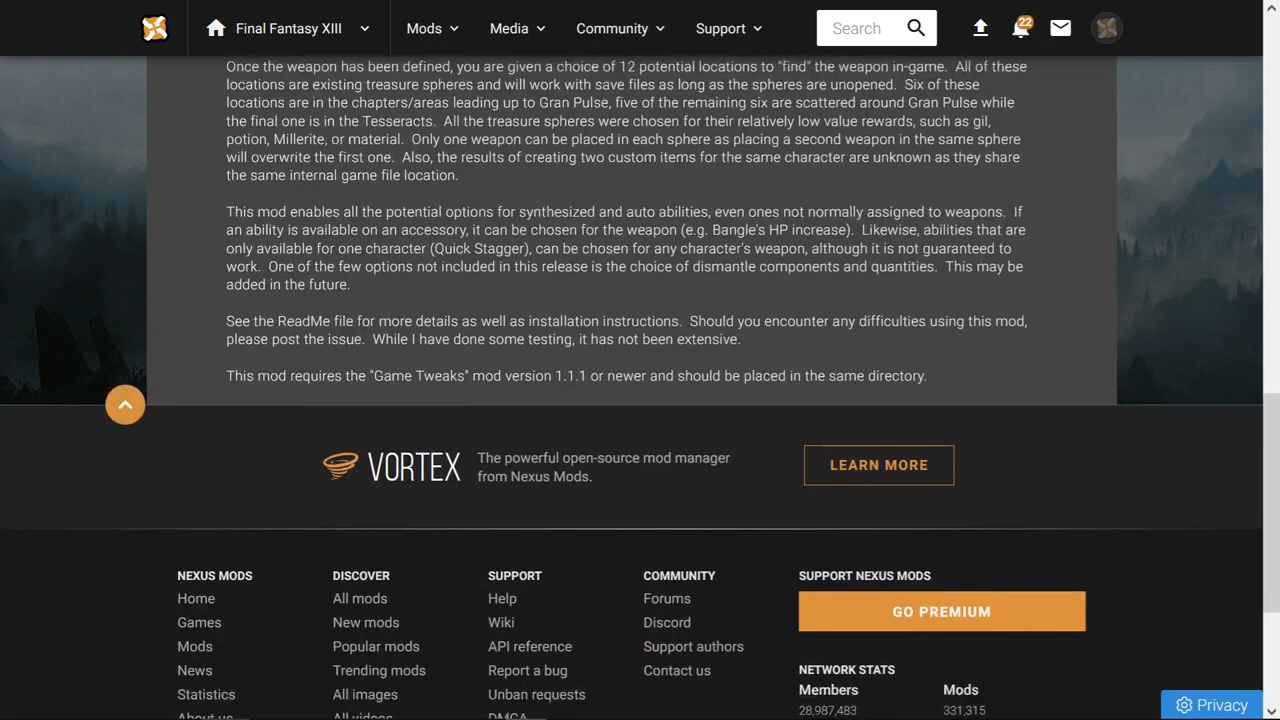 Final Fantasy XIII Mods Media Community Support Search 22
Once the weapon has been defined, you are given a choice of 12 potential locations to "find" the weapon in-game. All of these
locations are existing treasure spheres and will work with save files as long as the spheres are unopened. Six of these
locations are in the chapters/areas leading up to Gran Pulse, five of the remaining six are scattered around Gran Pulse while
the final one is in the Tesseracts. All the treasure spheres were chosen for their relatively low value rewards, such as gil,
potion, Millerite, or material. Only one weapon can be placed in each sphere as placing a second weapon in the same sphere
will overwrite the first one. Also, the results of creating two custom items for the same character are unknown as they share
the same internal game file location.
This mod enables all the potential options for synthesized and auto abilities, even ones not normally assigned to weapons. If
an ability is available on an accessory, it can be chosen for the weapon (e.g. Bangle's HP increase). Likewise, abilities that are
only available for one character (Quick Stagger), can be chosen for any character's weapon, although it is not guaranteed to
work. One of the few options not included in this release is the choice of dismantle components and quantities. This may be
added in the future.
See the ReadMe file for more details as well as installation instructions. Should you encounter any difficulties using this mod,
please post the issue. While I have done some testing, it has not been extensive.
This mod requires the "Game Tweaks" mod version 1.1.1 or newer and should be placed in the same directory.
VORTEX
The powerful open-source mod manager
from Nexus Mods.
LEARN MORE
NEXUS MODS
Home
Games
Mods
News
Statistics
About us
DISCOVER
All mods
New mods
Popular mods
Trending mods
All images
All videos
SUPPORT
Help
Wiki
API reference
Report a bug
Unban requests
DMCA
COMMUNITY
Forums
Discord
Support authors
Contact us
SUPPORT NEXUS MODS
GO PREMIUM
NETWORK STATS
Members Mods
28,987,483 331,315
Privacy